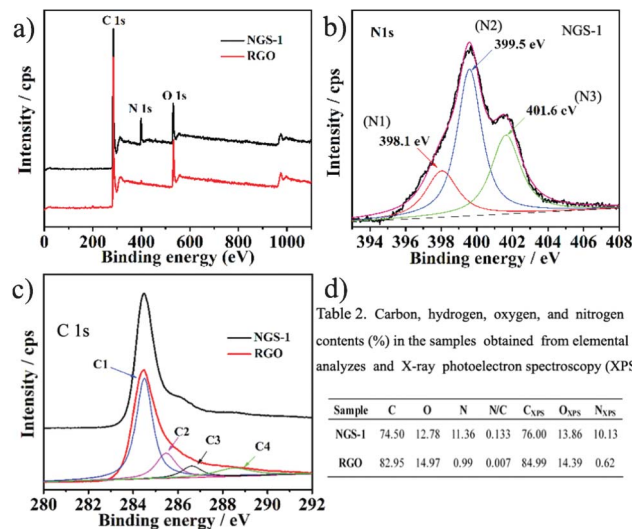 a)
C 1s
NGS-1
RGO
N 1s
O 1s
Intensity / cps
0 200 400 600 800 1000
Binding energy (eV)
b)
N1s
(N2)
NGS-1
399.5 eV
(N3)
401.6 eV
(N1)
398.1 eV
Intensity / cps
394 396 398 400 402 404 406 408
Binding energy / eV
c)
C 1s
NGS-1
RGO
C1
C2
C3
C4
Intensity / cps
280 282 284 286 288 290 292
Binding energy / eV
d)
Table 2. Carbon, hydrogen, oxygen, and nitrogen
contents (%) in the samples obtained from elemental
analyzes and X-ray photoelectron spectroscopy (XPS
Sample C O N N/C CXPS OXPS NXPS
NGS-1 74.50 12.78 11.36 0.133 76.00 13.86 10.13
RGO 82.95 14.97 0.99 0.007 84.99 14.39 0.62